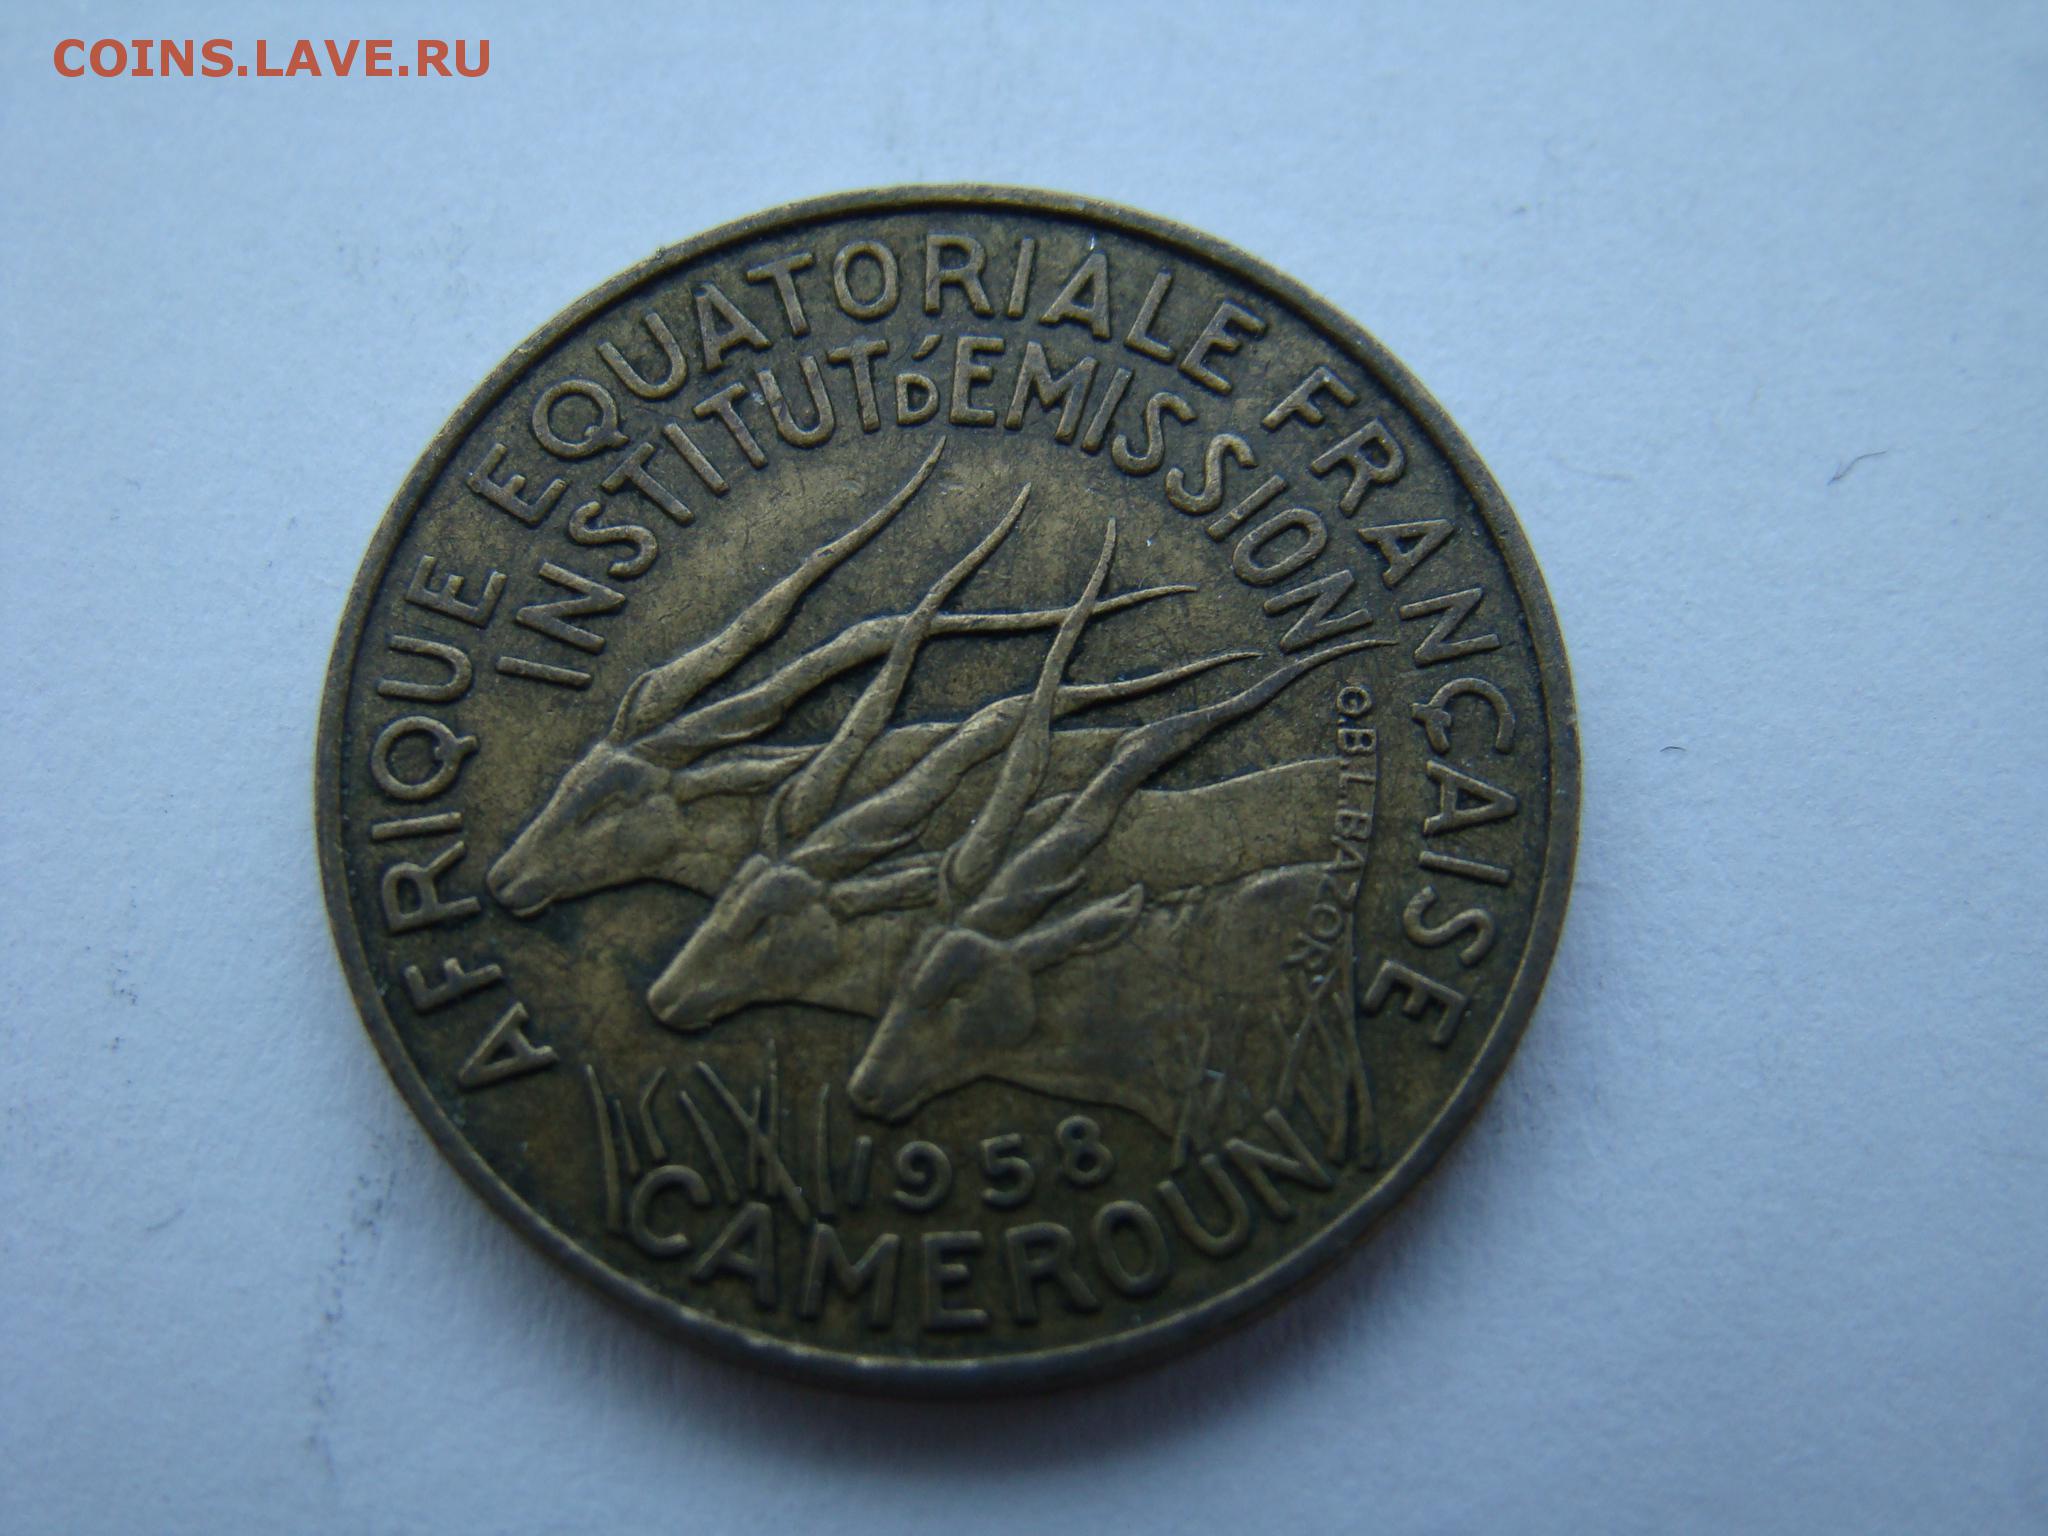 COINS.LAVE.RU
AFRIQUE EQUATORIALE FRANÇAISE
INSTITUT D'EMISSION
G.B.L.BAZOR
1958
CAMEROUN